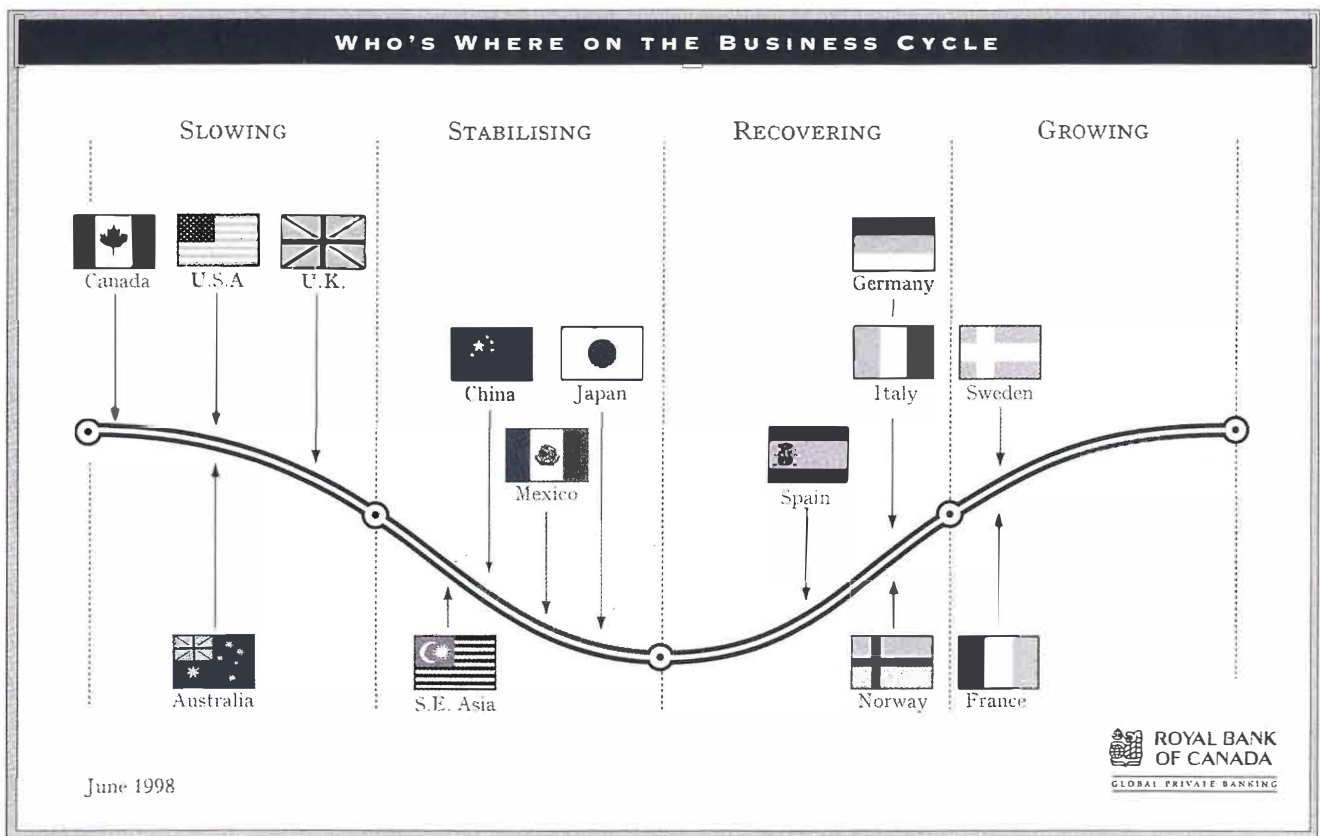 WHO'S WHERE ON THE BUSINESS CYCLE
SLOWING
STABILISING
RECOVERING
GROWING
Canada
U.S.A
U.K.
Germany
China
Japan
Italy
Sweden
Mexico
Spain
Australia
S.E. Asia
Norway
France
ROYAL BANK
OF CANADA
GLOBAL PRIVATE BANKING
June 1998